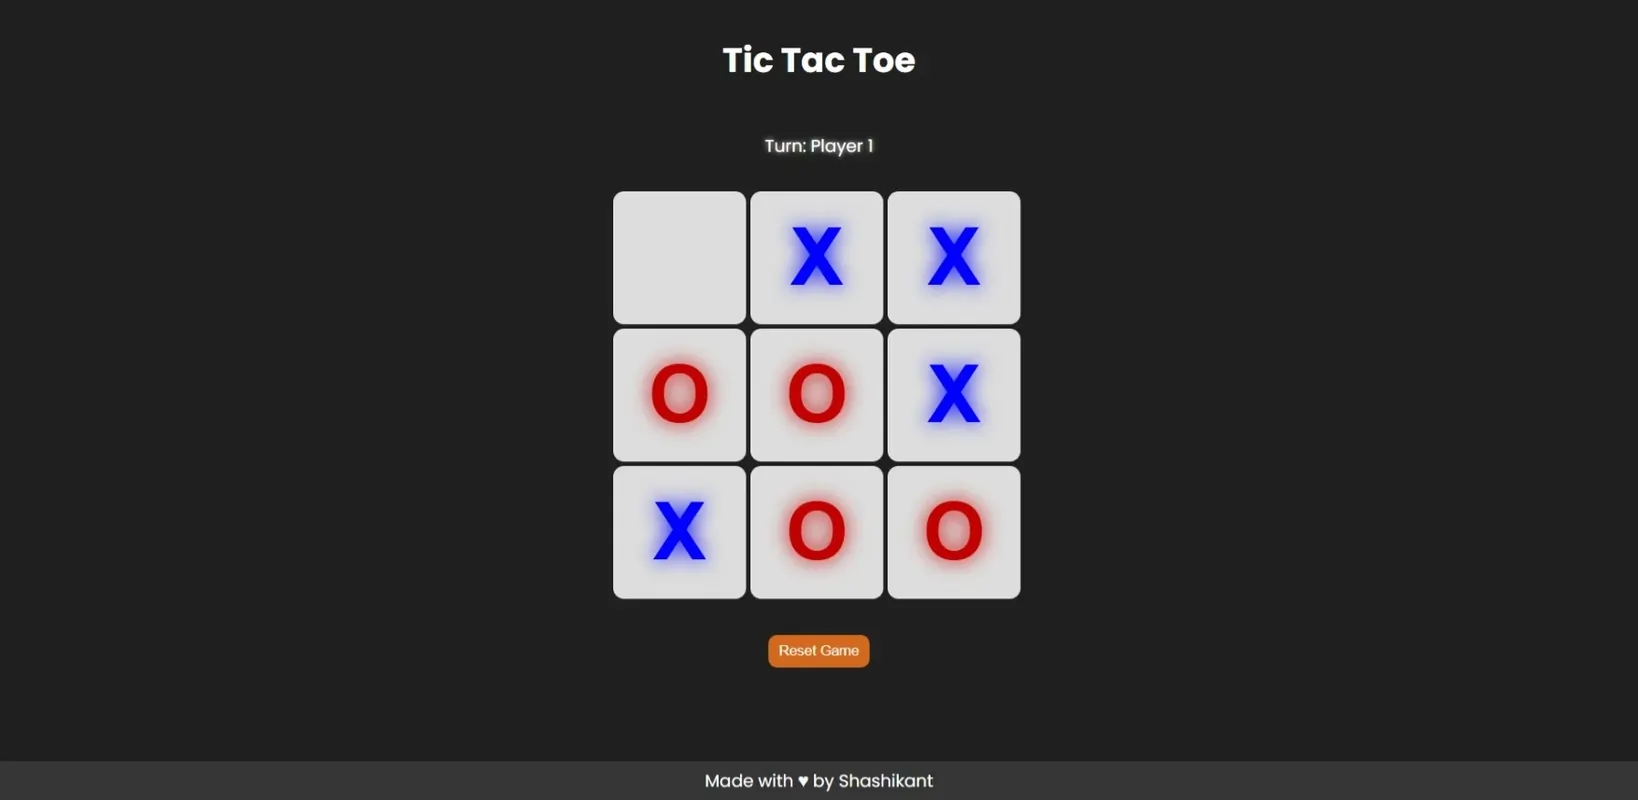 Tic Tac Toe
Turn: Player 1
X X
O O X
X O O
Reset Game
Made with ♥ by Shashikant